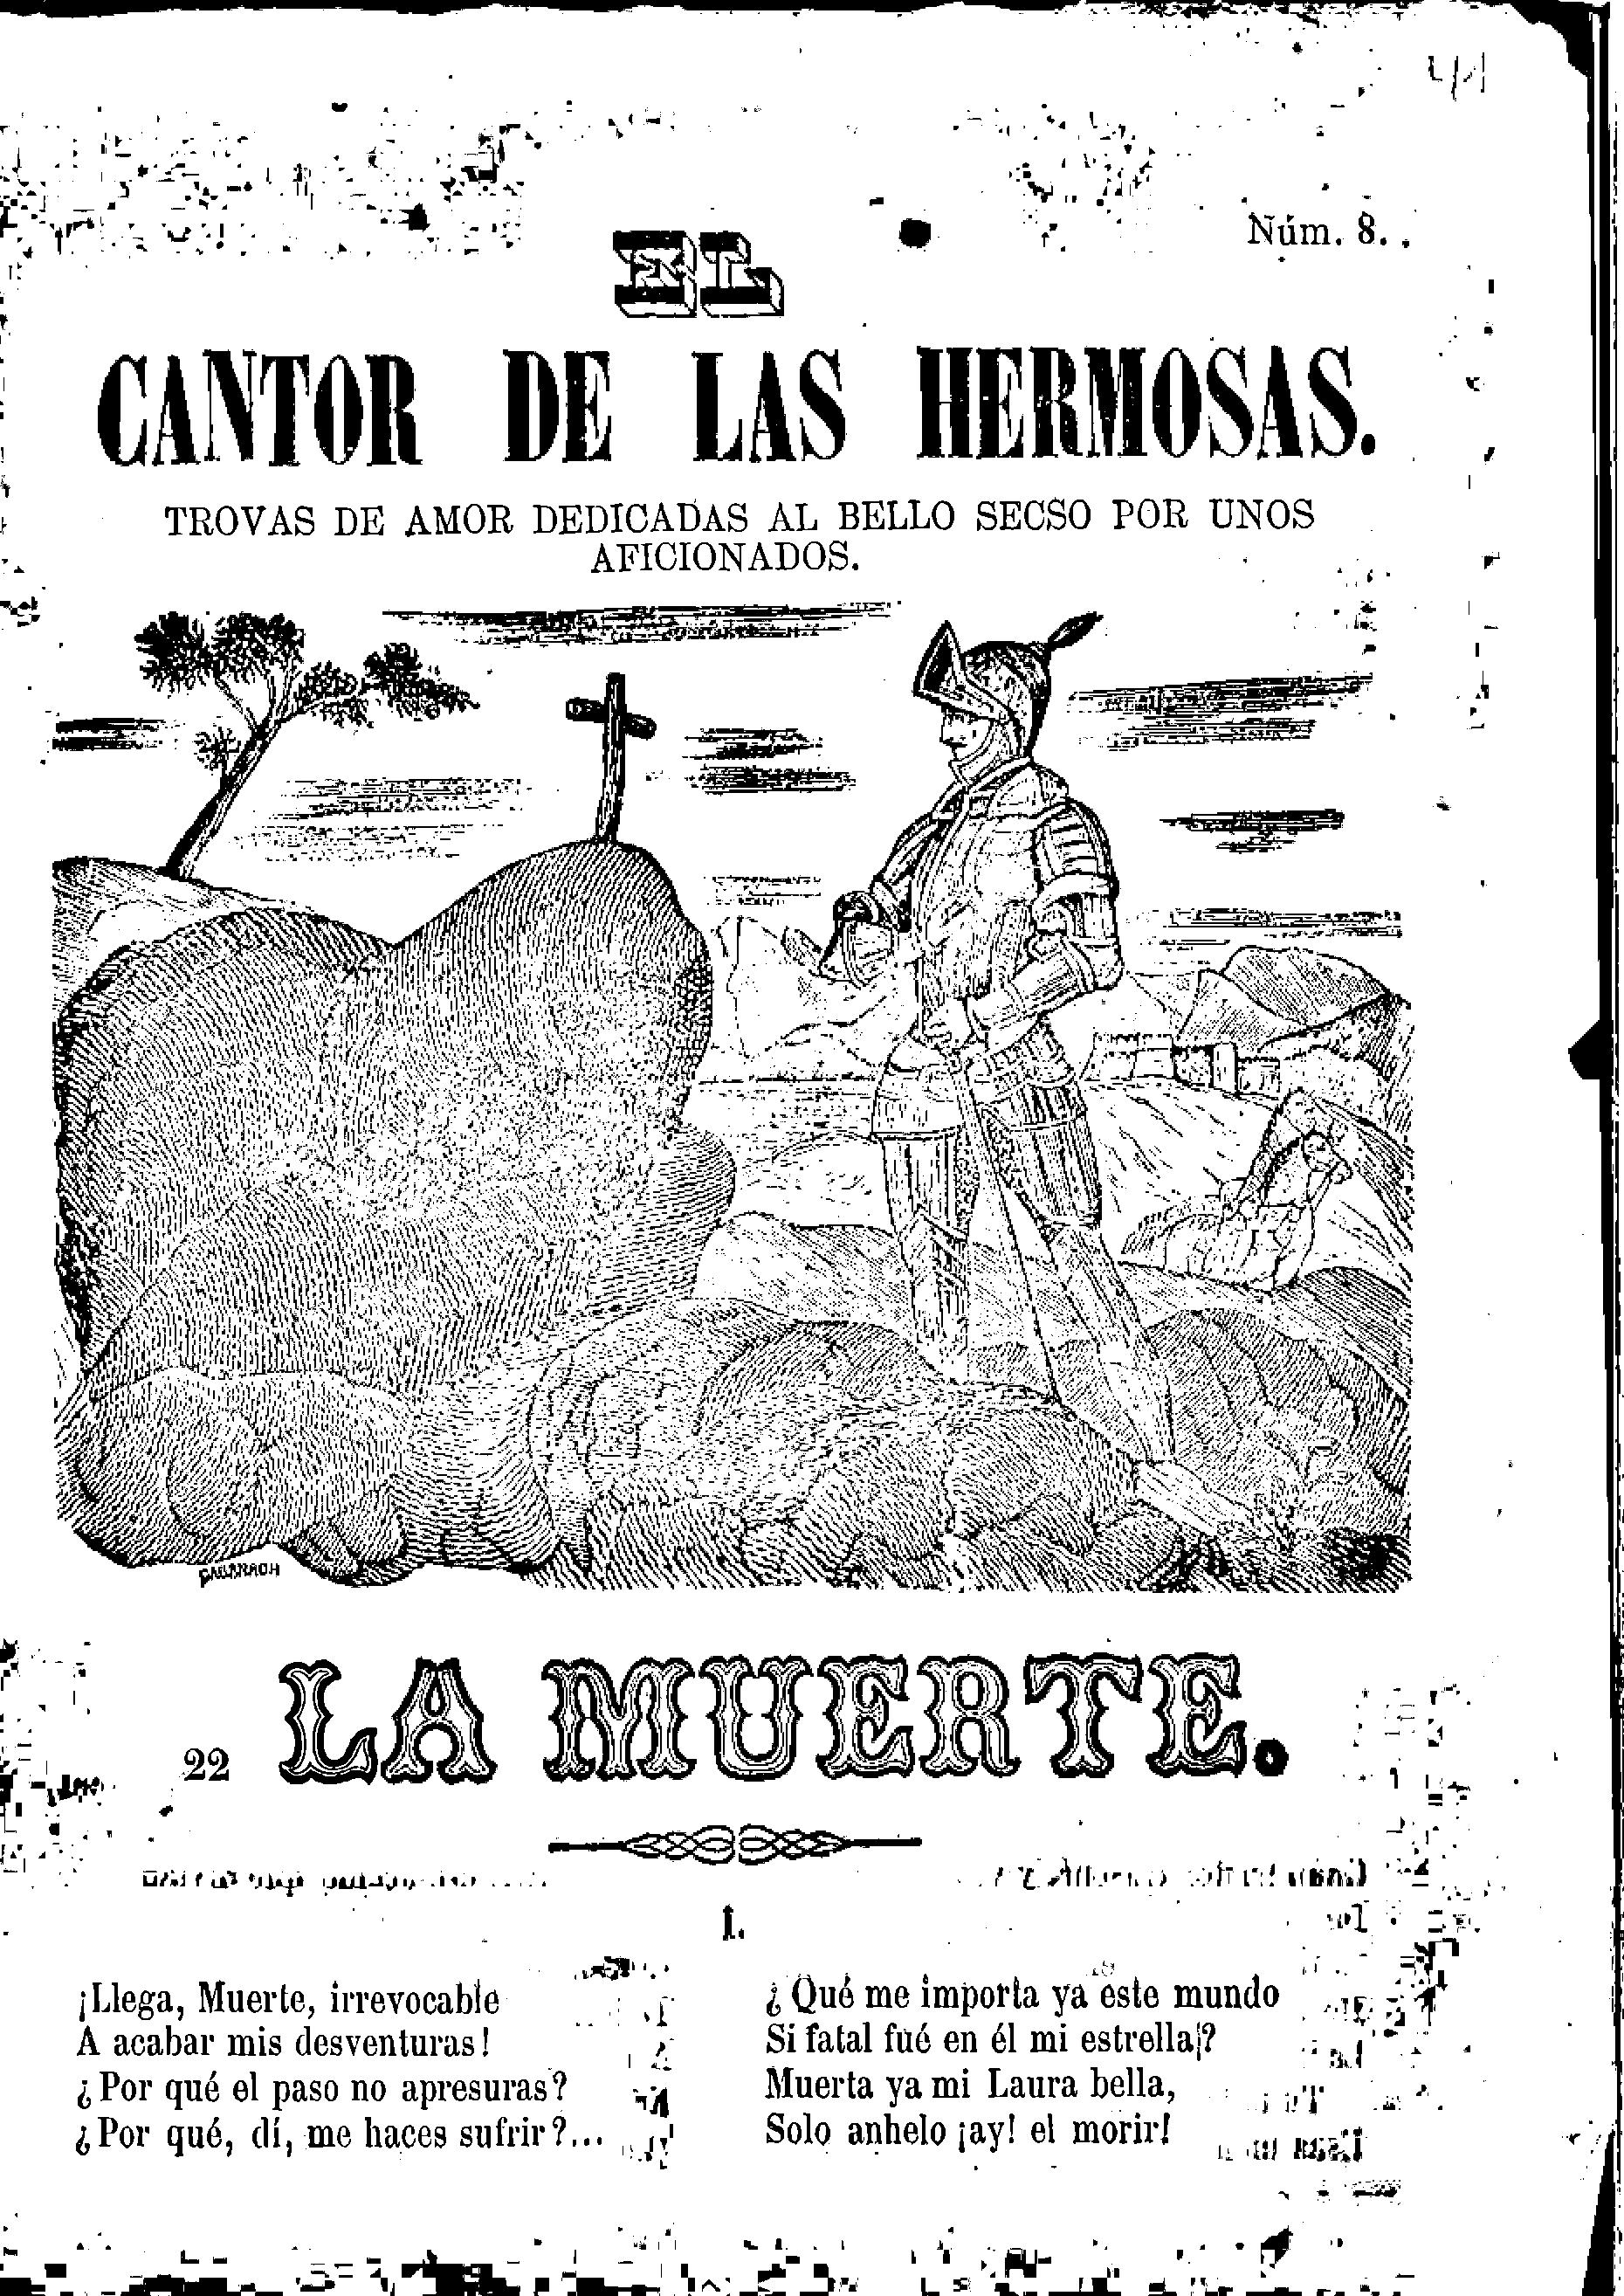 Núm. 8.
EL
CANTOR DE LAS HERMOSAS.
TROVAS DE AMOR DEDICADAS AL BELLO SECSO POR UNOS
AFICIONADOS.
22 LA MUERTE.
I.
¡Llega, Muerte, irrevocable
A acabar mis desventuras!
¿Por qué el paso no apresuras?
¿Por qué, dí, me haces sufrir?...
¿Qué me importa ya este mundo
Si fatal fué en él mi estrella?
Muerta ya mi Laura bella,
Solo anhelo ¡ay! el morir!